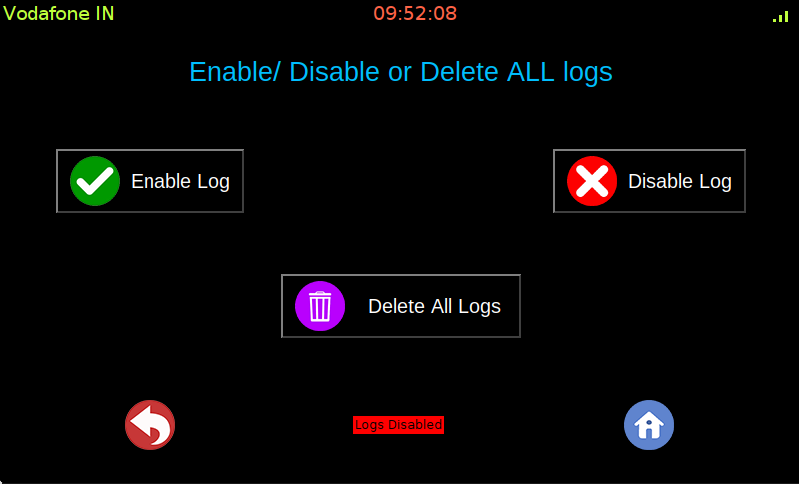 Vodafone IN
09:52:08
Enable/ Disable or Delete ALL logs
Enable Log
Disable Log
Delete All Logs
Logs Disabled